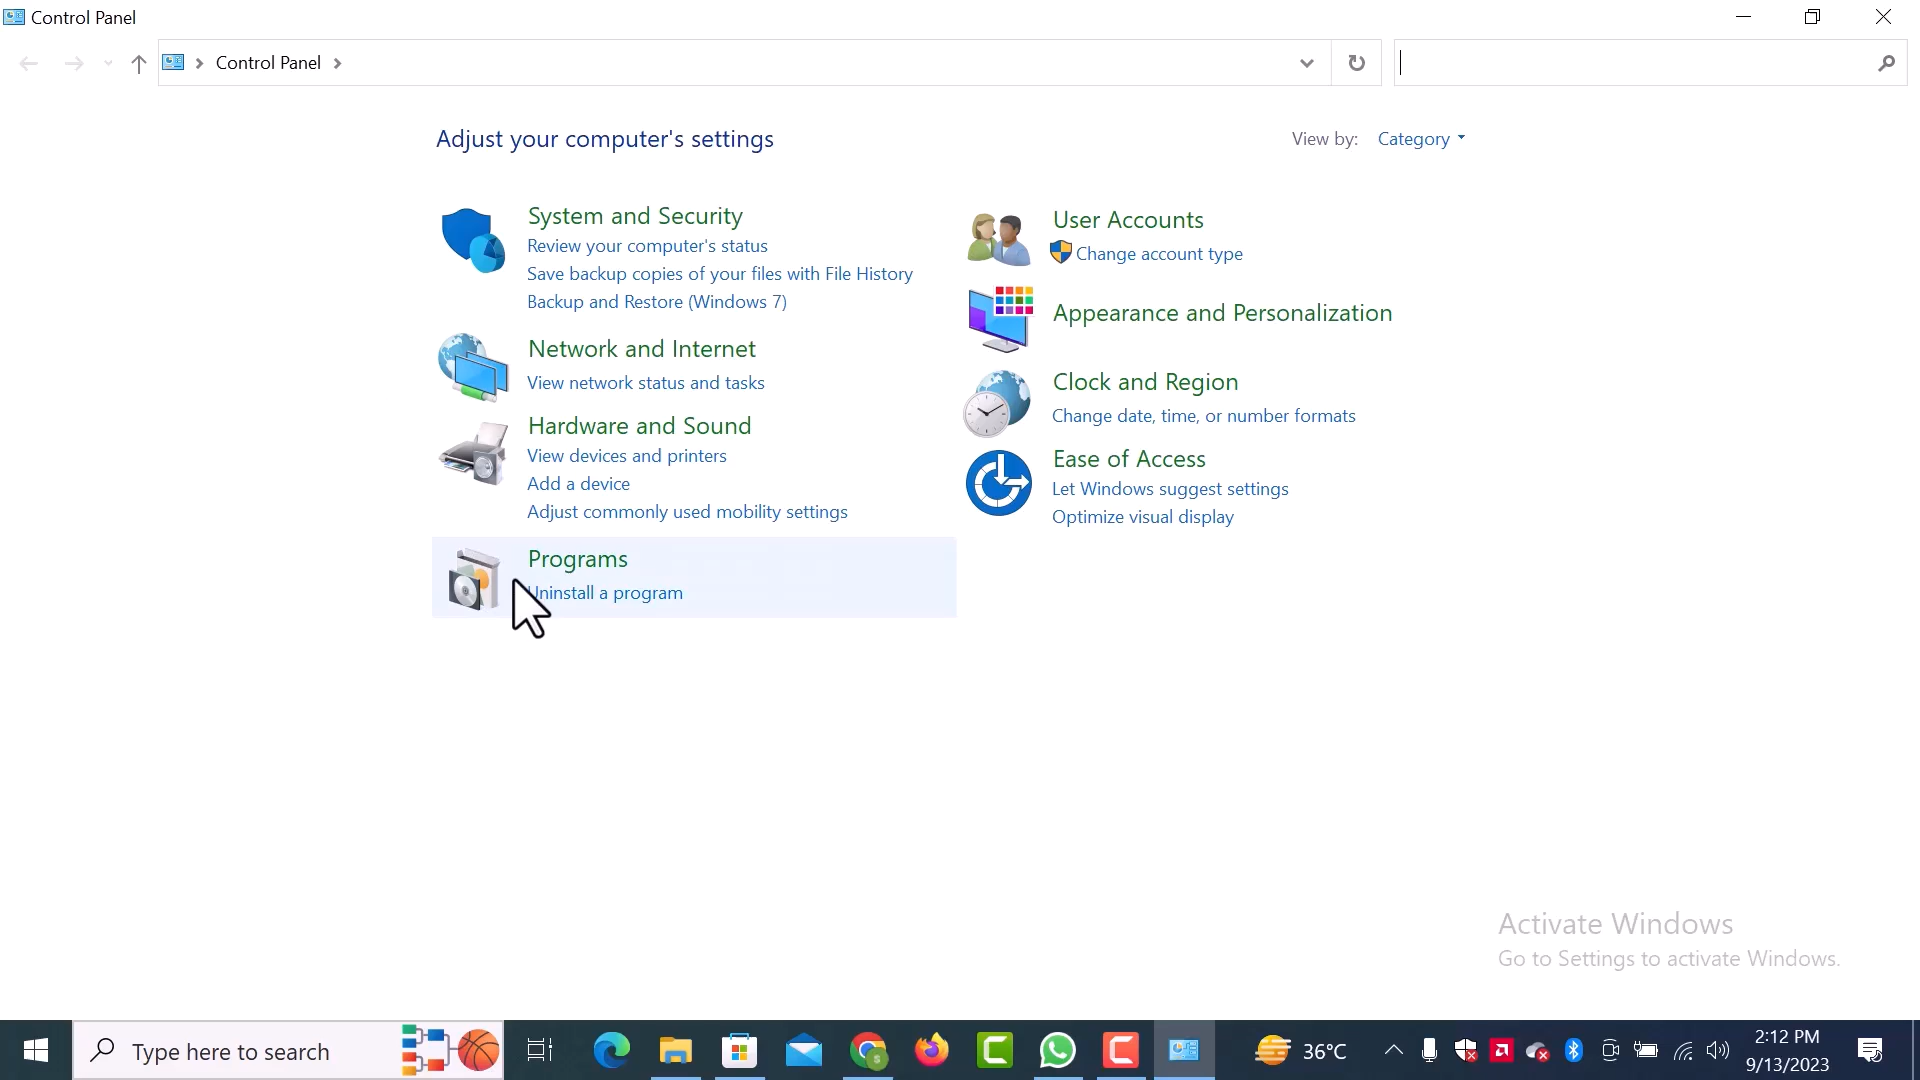 Control Panel
Control Panel
Adjust your computer's settings
View by: Category
System and Security
Review your computer's status
Save backup copies of your files with File History
Backup and Restore (Windows 7)
Network and Internet
View network status and tasks
Hardware and Sound
View devices and printers
Add a device
Adjust commonly used mobility settings
Programs
Uninstall a program
User Accounts
Change account type
Appearance and Personalization
Clock and Region
Change date, time, or number formats
Ease of Access
Let Windows suggest settings
Optimize visual display
Activate Windows
Go to Settings to activate Windows.
Type here to search
36°C
2:12 PM
9/13/2023